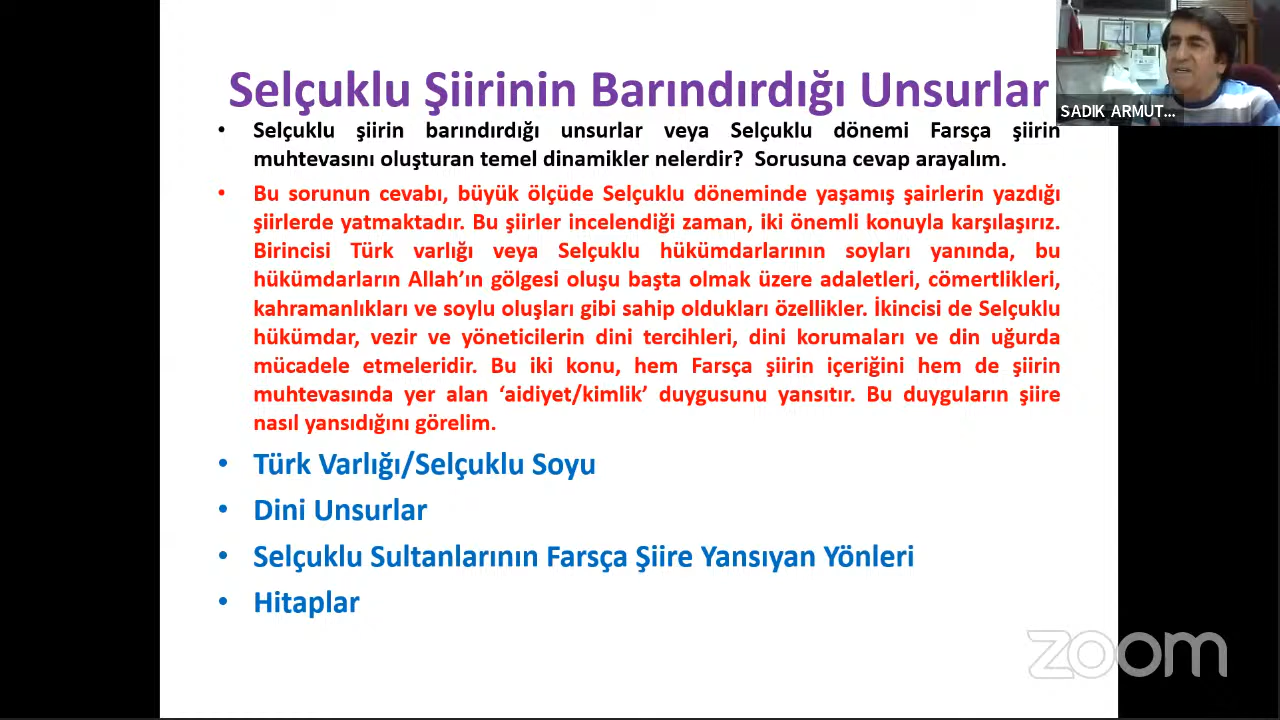 Selçuklu Şiirinin Barındırdığı Unsurlar
SADIK ARMUT...
• Selçuklu şiirin barındırdığı unsurlar veya Selçuklu dönemi Farsça şiirin
muhtevasını oluşturan temel dinamikler nelerdir? Sorusuna cevap arayalım.
• Bu sorunun cevabı, büyük ölçüde Selçuklu döneminde yaşamış şairlerin yazdığı
şiirlerde yatmaktadır. Bu şiirler incelendiği zaman, iki önemli konuyla karşılaşırız.
Birincisi Türk varlığı veya Selçuklu hükümdarlarının soyları yanında, bu
hükümdarların Allah’ın gölgesi oluşu başta olmak üzere adaletleri, cömertlikleri,
kahramanlıkları ve soylu oluşları gibi sahip oldukları özellikler. İkincisi de Selçuklu
hükümdar, vezir ve yöneticilerin dini tercihleri, dini korumaları ve din uğurda
mücadele etmeleridir. Bu iki konu, hem Farsça şiirin içeriğini hem de şiirin
muhtevasında yer alan ‘aidiyet/kimlik’ duygusunu yansıtır. Bu duyguların şiire
nasıl yansıdığını görelim.
• Türk Varlığı/Selçuklu Soyu
• Dini Unsurlar
• Selçuklu Sultanlarının Farsça Şiire Yansıyan Yönleri
• Hitaplar
zoom